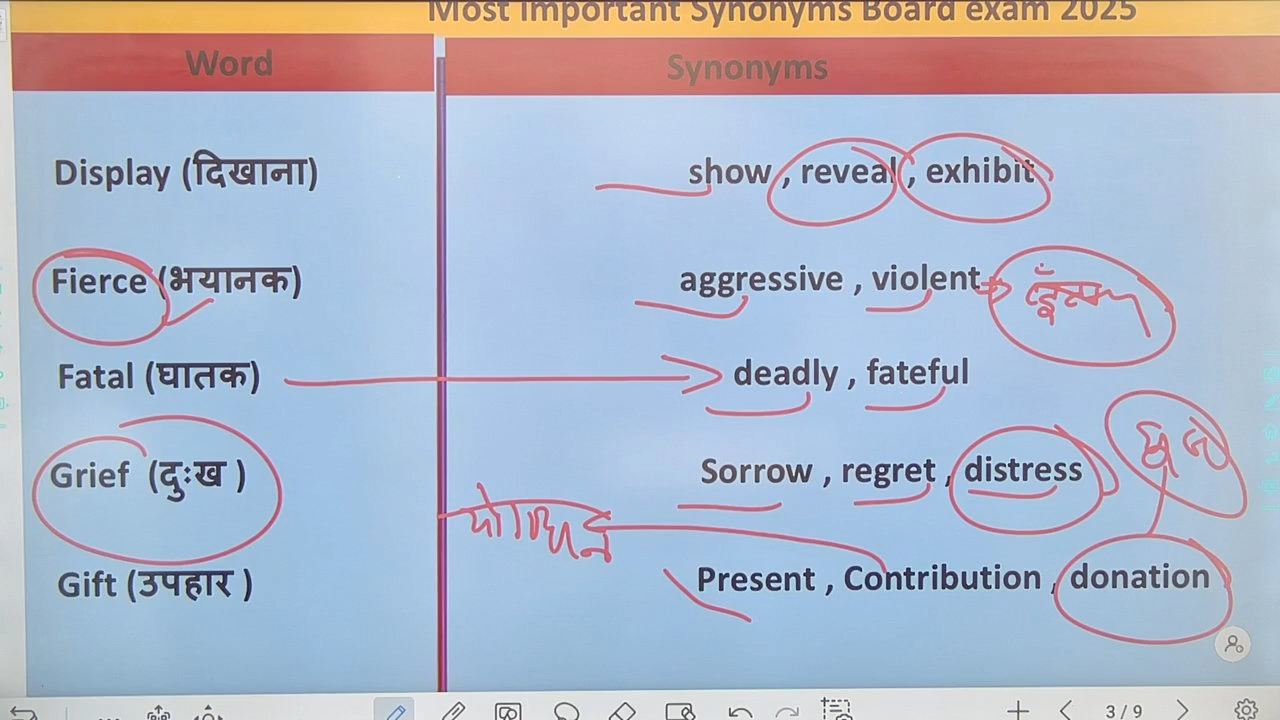 Most Important Synonyms Board exam 2025
Word Synonyms
Display (दिखाना) show , reveal , exhibit
Fierce (भयानक) aggressive , violent
Fatal (घातक) deadly , fateful
Grief (दुःख ) Sorrow , regret , distress
योगदान
Gift (उपहार ) Present , Contribution , donation
3 / 9